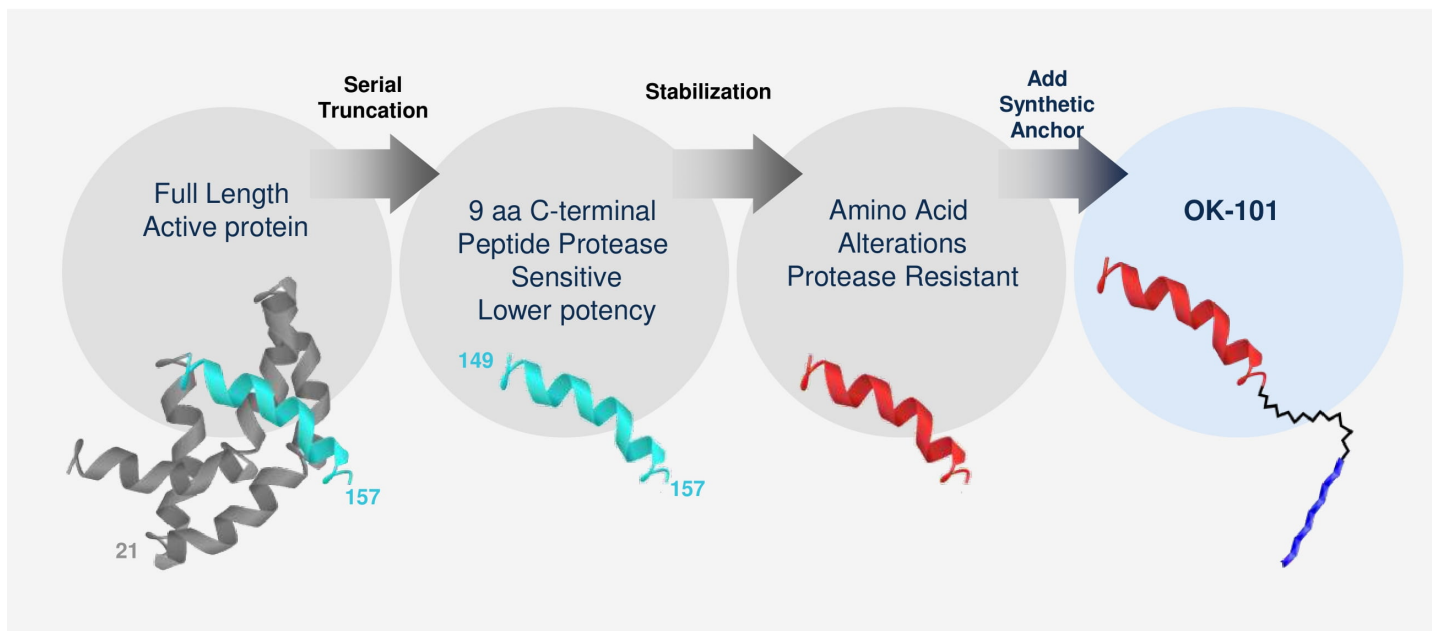 Serial
Truncation
Stabilization
Add
Synthetic
Anchor
Full Length
Active protein
9 aa C-terminal
Peptide Protease
Sensitive
Lower potency
Amino Acid
Alterations
Protease Resistant
OK-101
149
157
157
21